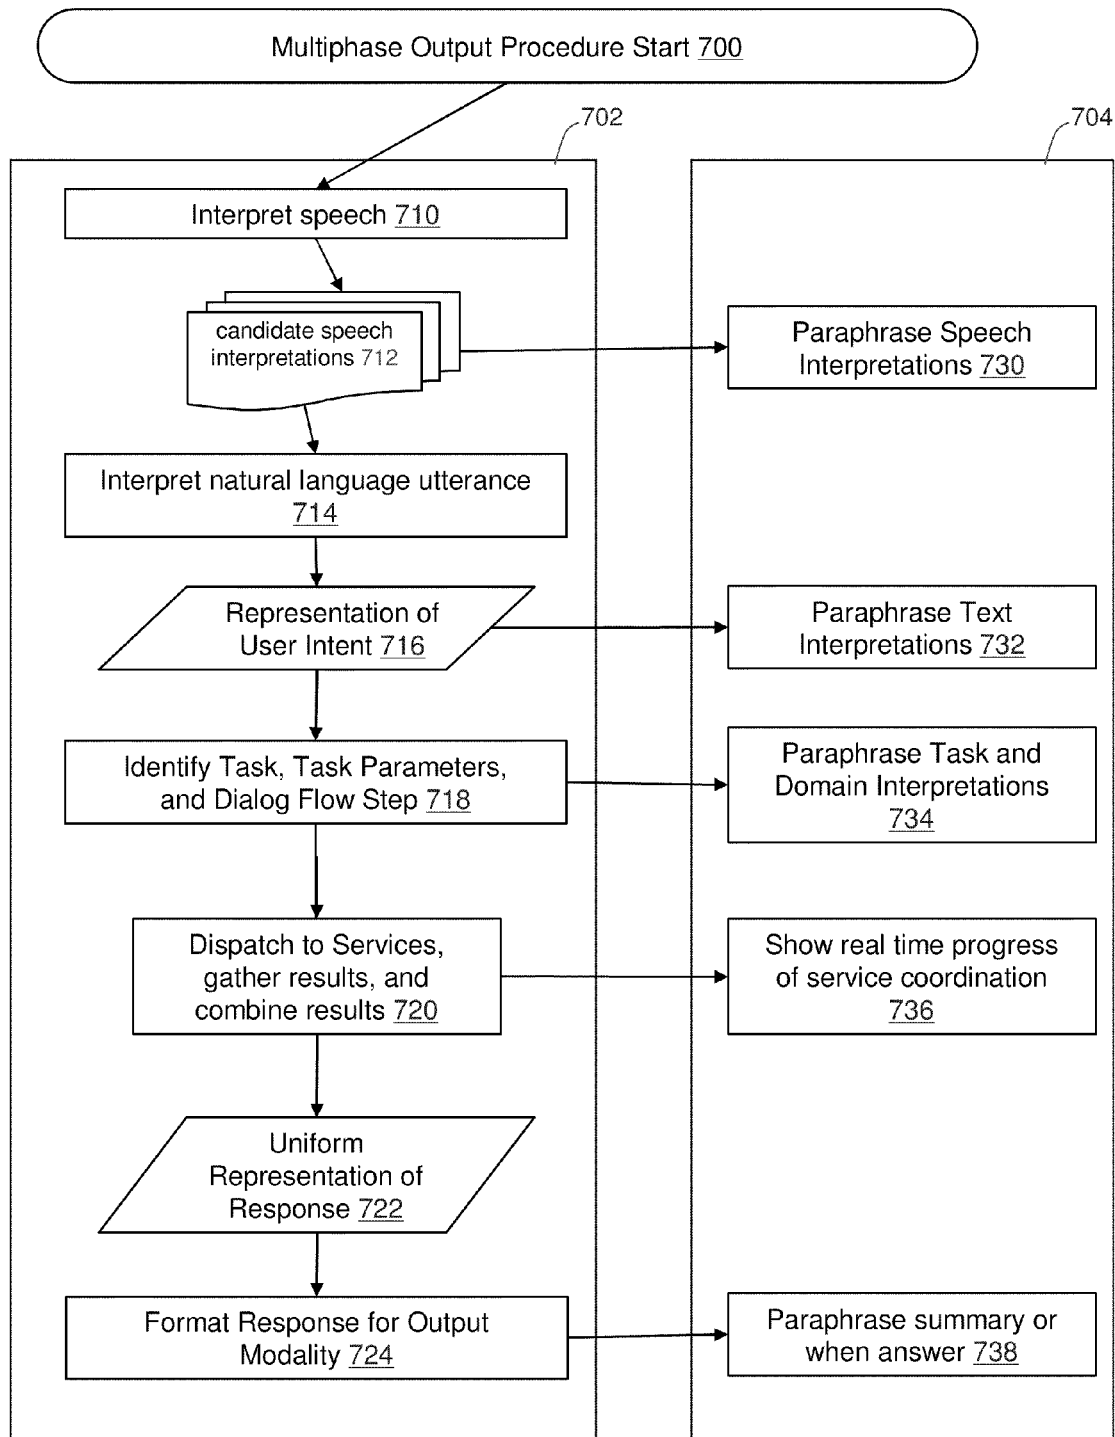 Multiphase Output Procedure Start 700
702
704
Interpret speech 710
candidate speech
interpretations 712
Paraphrase Speech
Interpretations 730
Interpret natural language utterance
714
Representation of
User Intent 716
Paraphrase Text
Interpretations 732
Identify Task, Task Parameters,
and Dialog Flow Step 718
Paraphrase Task and
Domain Interpretations
734
Dispatch to Services,
gather results, and
combine results 720
Show real time progress
of service coordination
736
Uniform
Representation of
Response 722
Format Response for Output
Modality 724
Paraphrase summary or
when answer 738